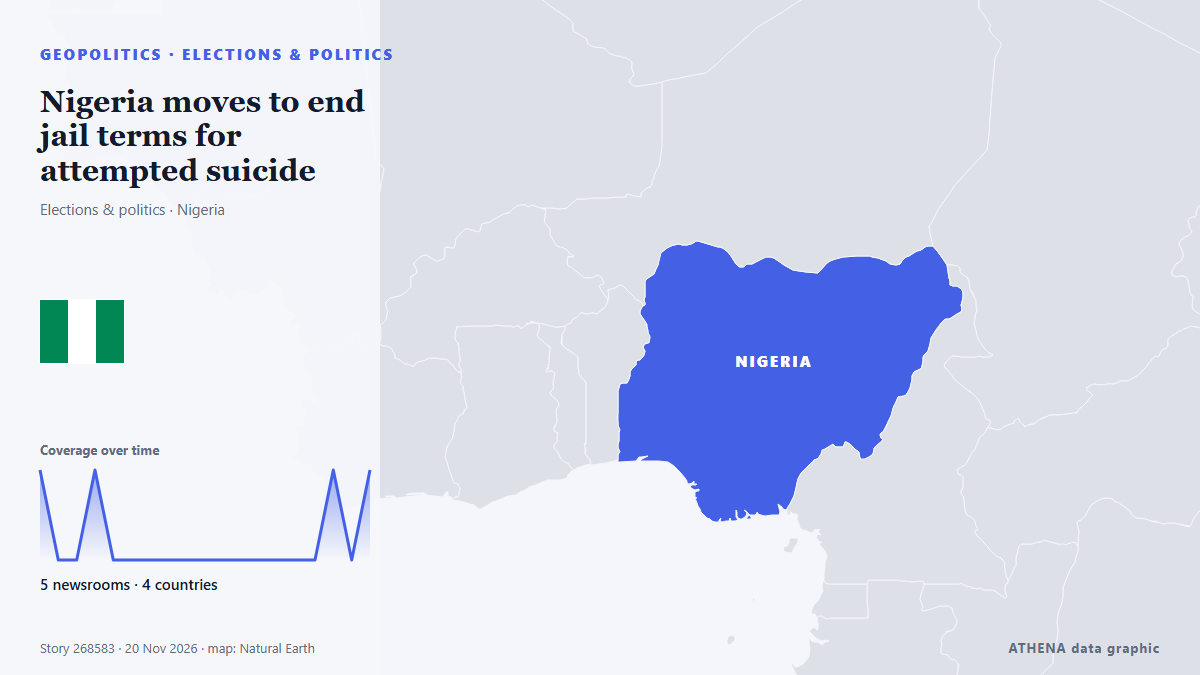 GEOPOLITICS · ELECTIONS & POLITICS
Nigeria moves to end
jail terms for
attempted suicide
Elections & politics · Nigeria
NIGERIA
Coverage over time
5 newsrooms · 4 countries
Story 268583 · 20 Nov 2026 · map: Natural Earth
ATHENA data graphic